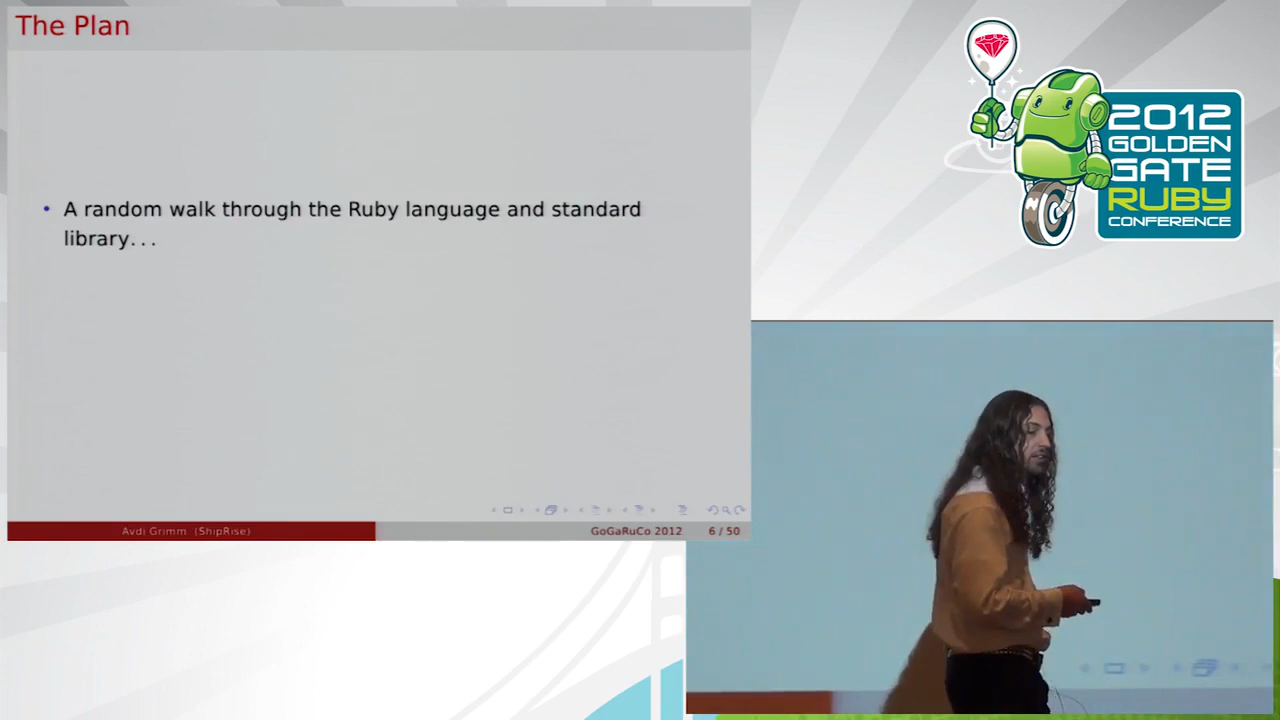 The Plan
• A random walk through the Ruby language and standard
library...
Avdi Grimm (ShipRise)
GoGaRuCo 2012
6 / 50
2012
GOLDEN
GATE
RUBY
CONFERENCE